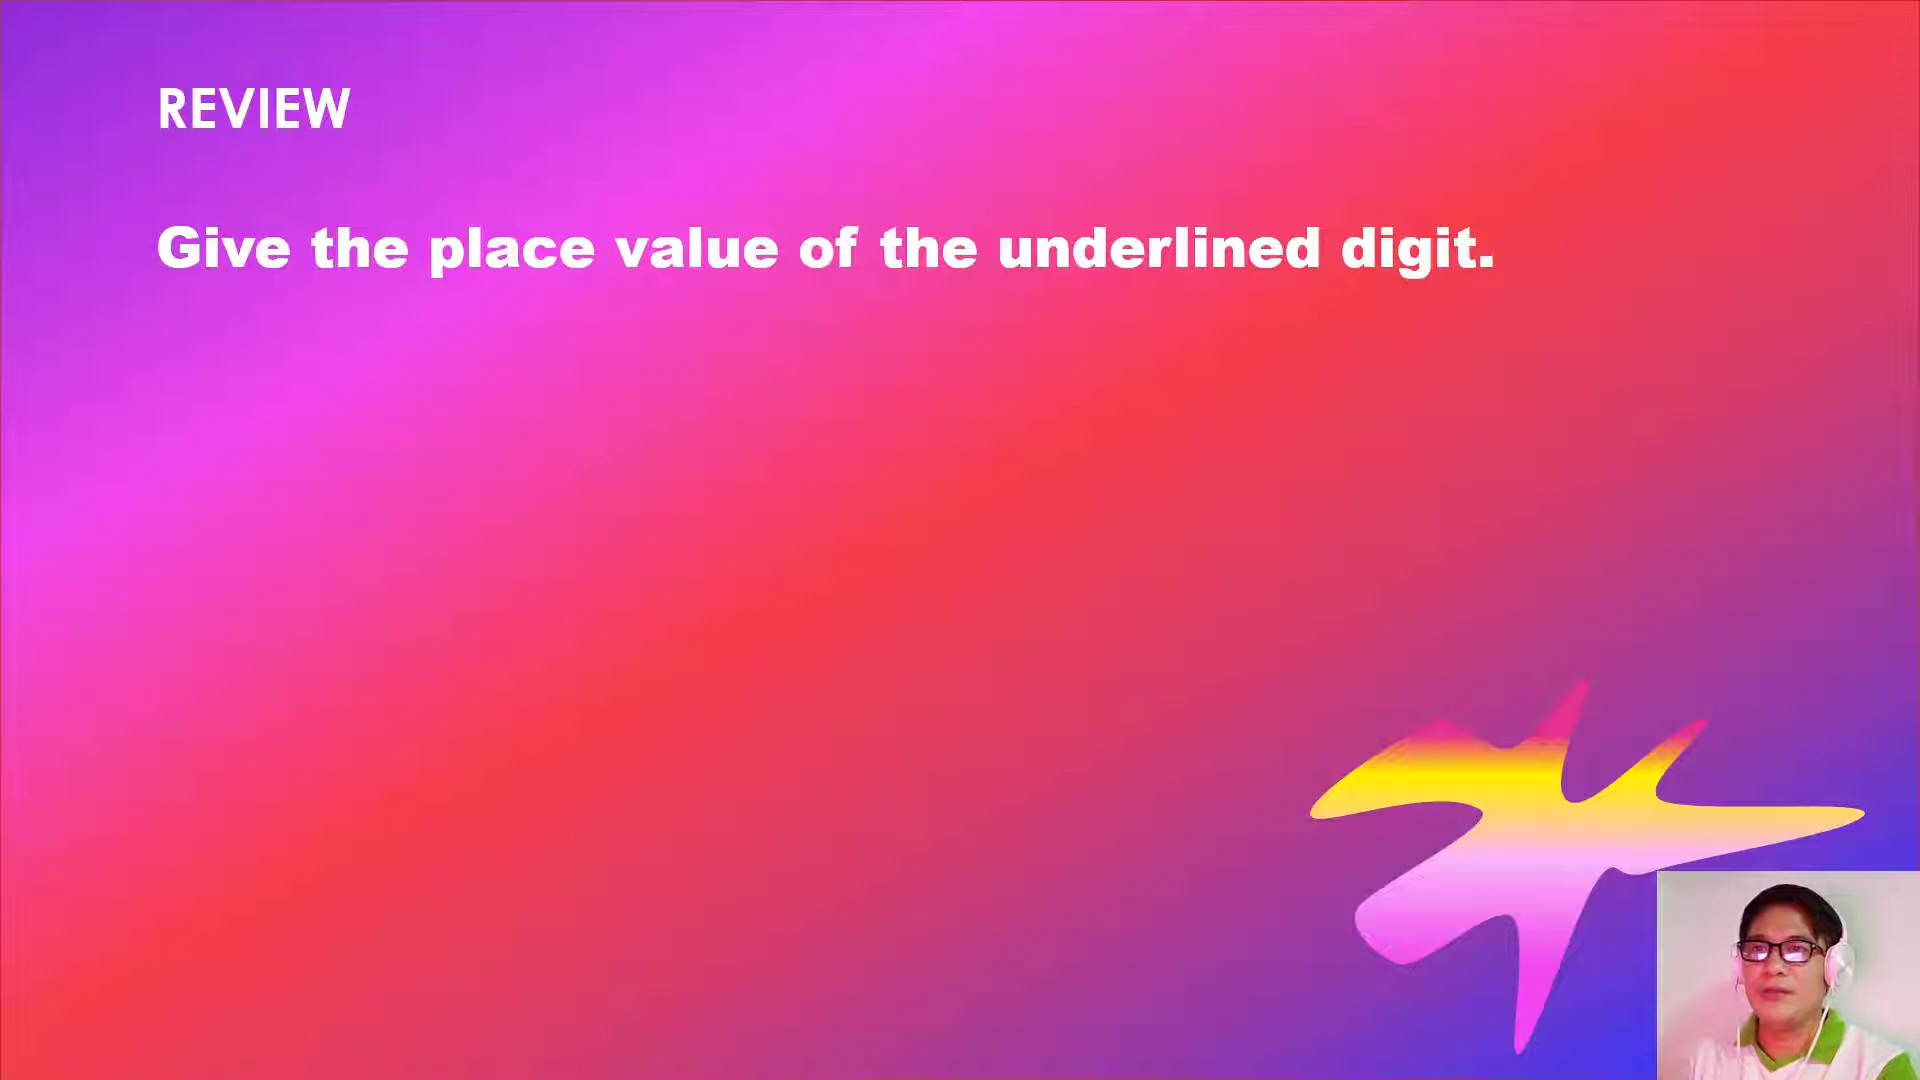 REVIEW
Give the place value of the underlined digit.